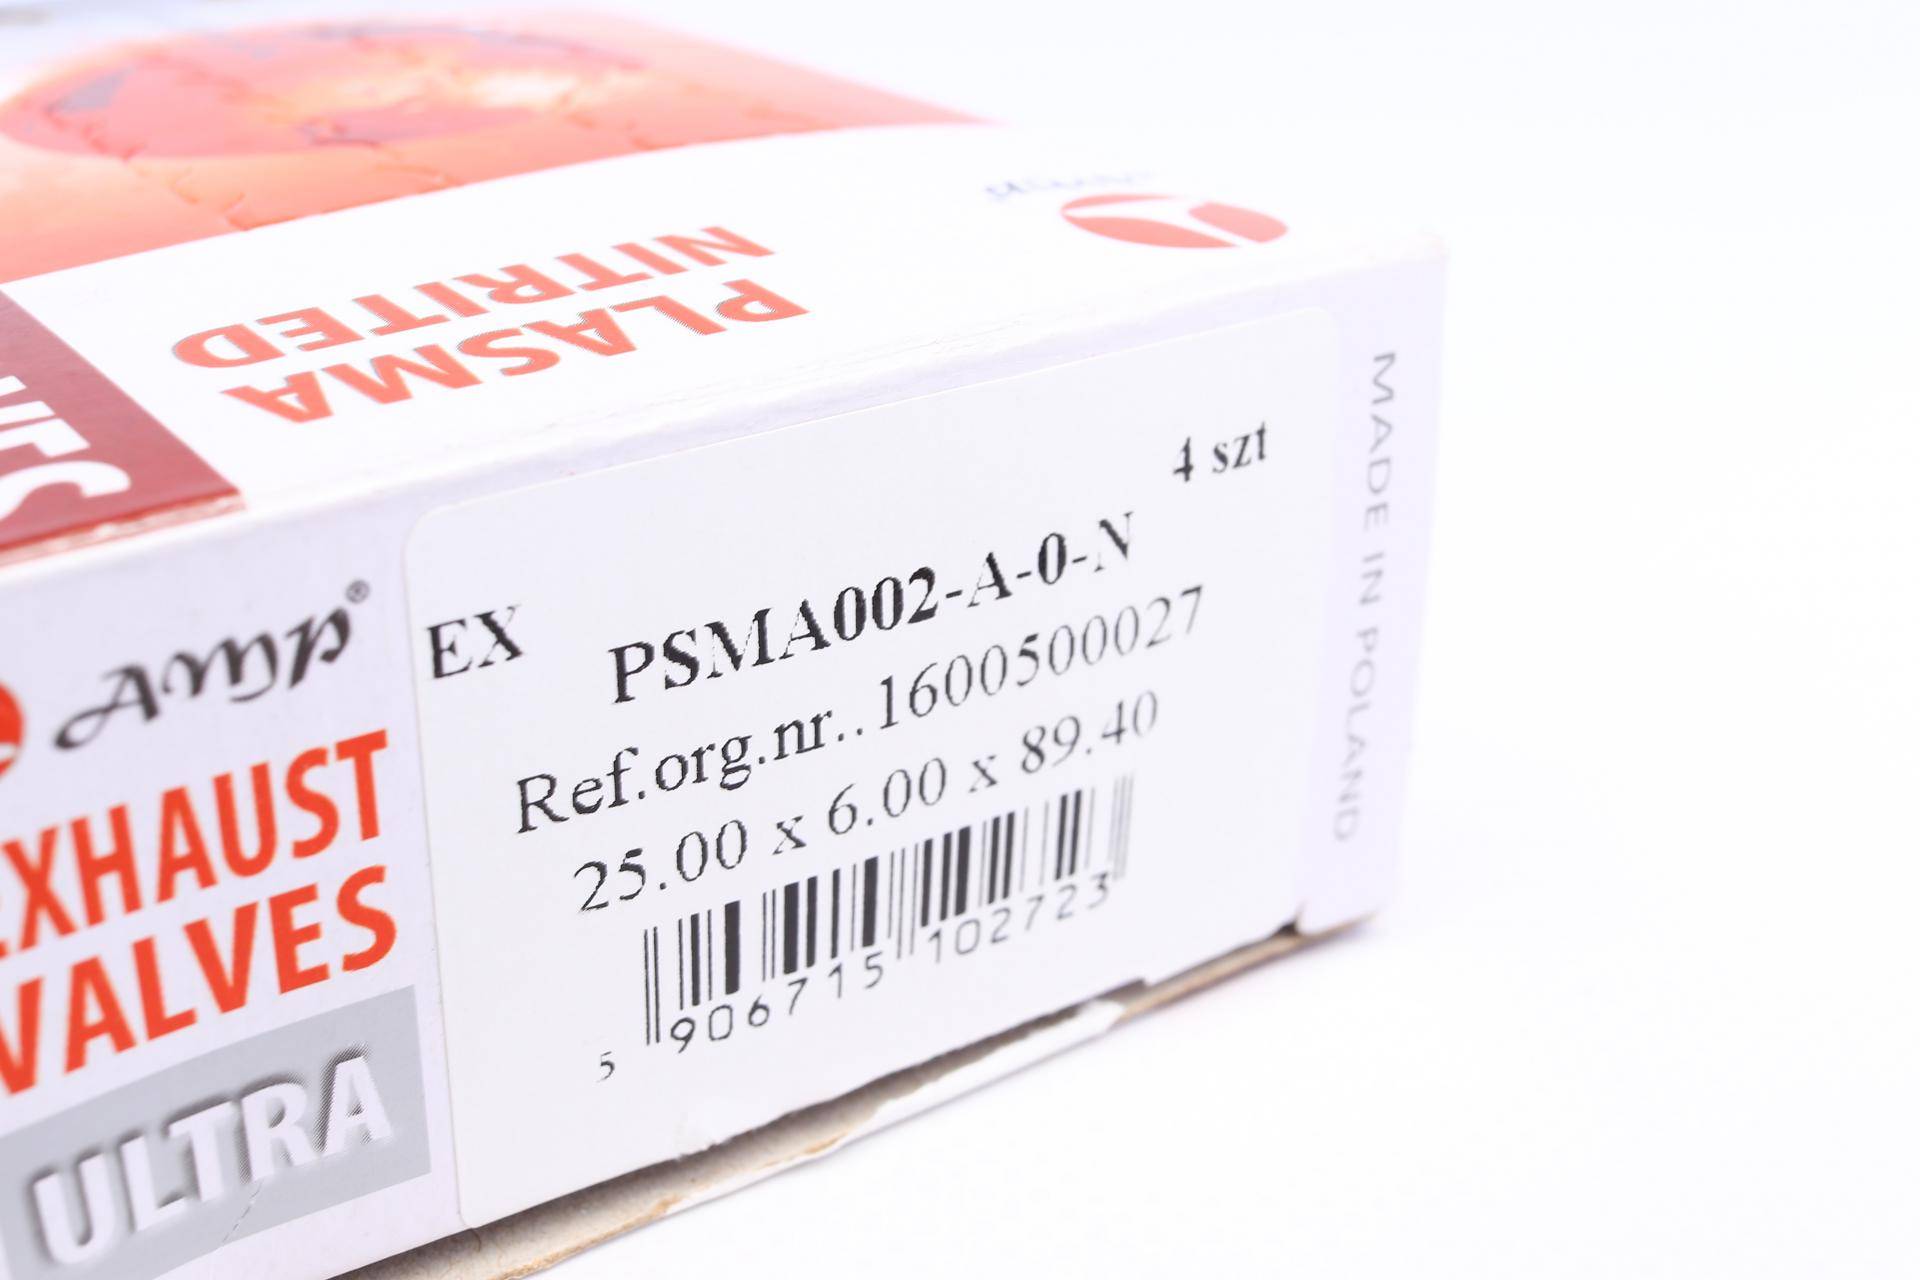 PLASMA
NITRITED
AMP®
EXHAUST
VALVES
ULTRA
4 szt
EX PSMA002-A-0-N
Ref.org.nr..1600500027
25.00 x 6.00 x 89.40
5 906715 102723
MADE IN POLAND